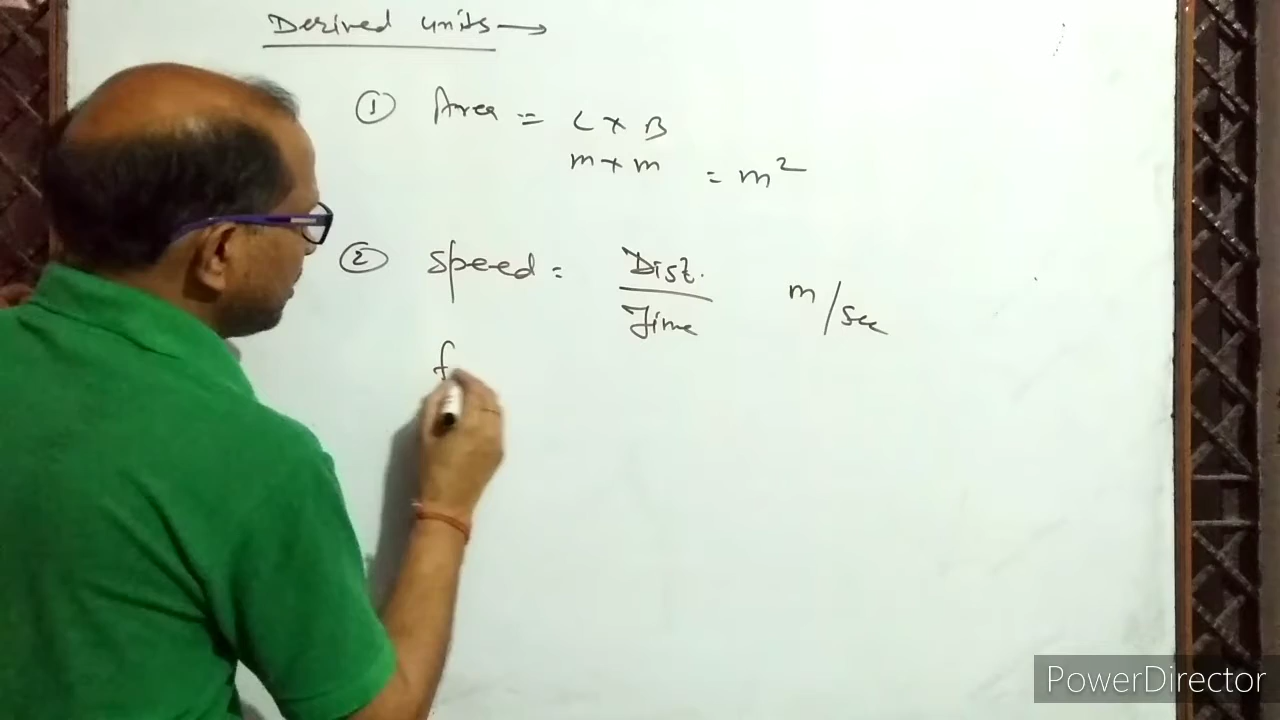 Derived units →
① Area = L × B
m × m = m²
② Speed = Dist. / Time m/sec
f
PowerDirector